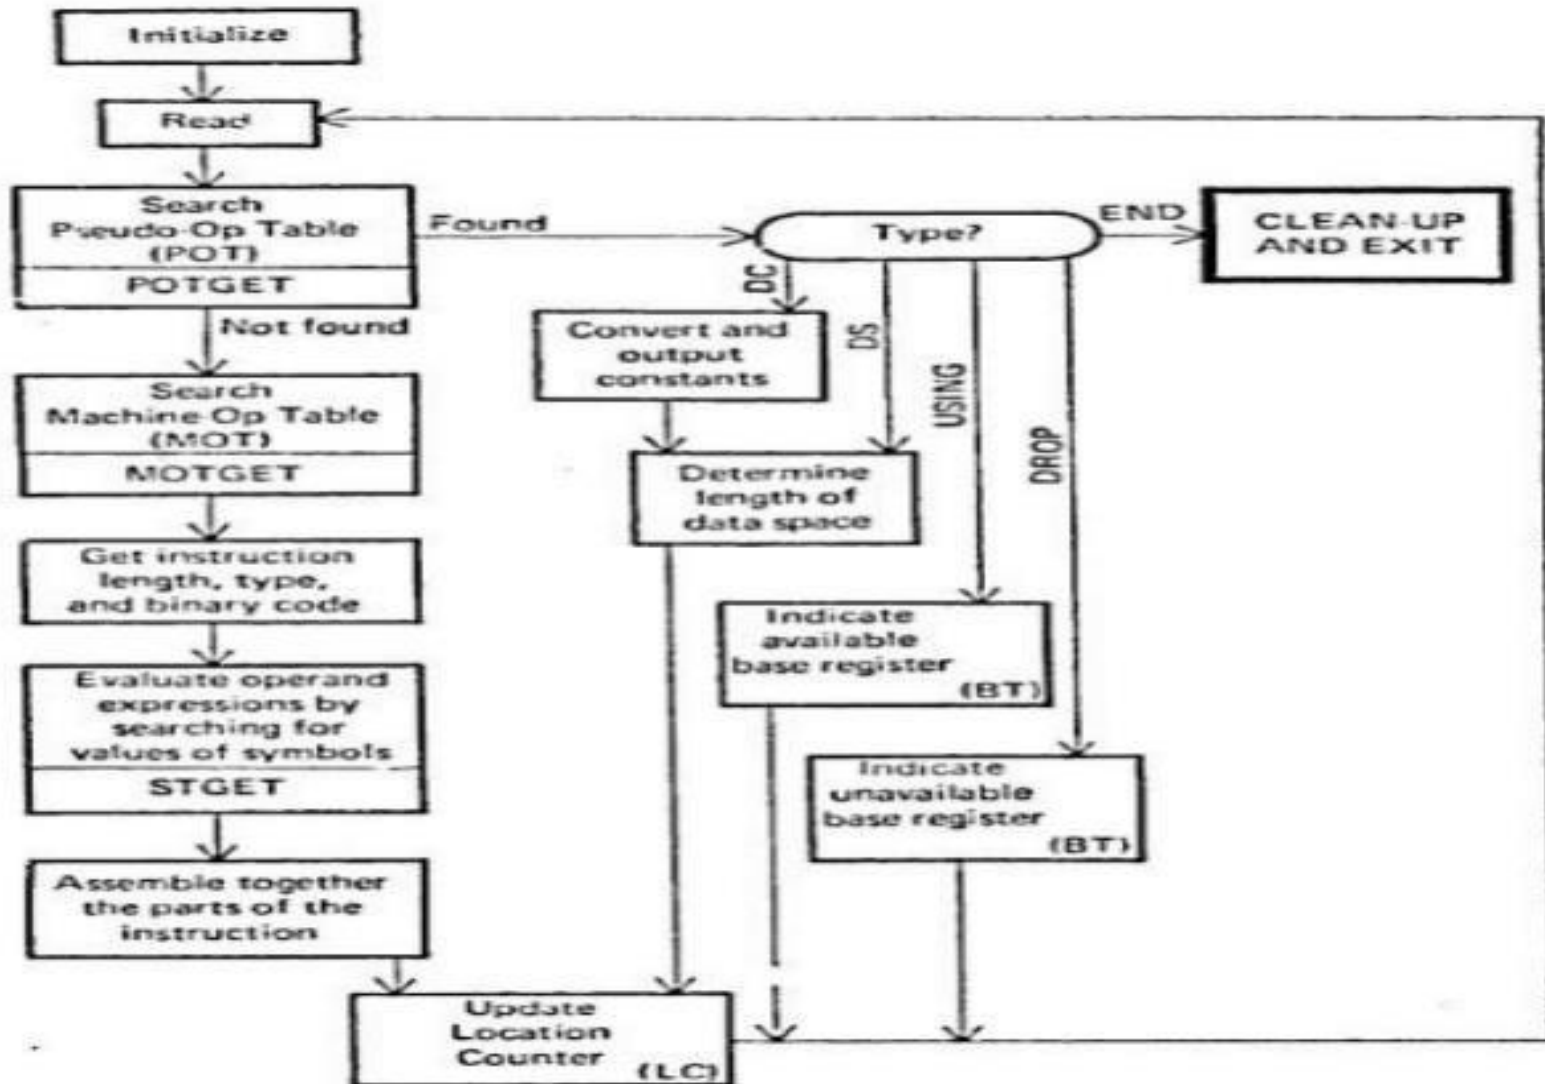 Initialize
Read
Search
Pseudo-Op Table
(POT)
POTGET
Found
Type?
END
CLEAN-UP
AND EXIT
Not found
DC
DS
USING
DROP
Convert and
output
constants
Search
Machine-Op Table
(MOT)
MOTGET
Determine
length of
data space
Get instruction
length, type,
and binary code
Indicate
available
base register
(BT)
Evaluate operand
expressions by
searching for
values of symbols
STGET
Indicate
unavailable
base register
(BT)
Assemble together
the parts of the
instruction
Update
Location
Counter
(LC)